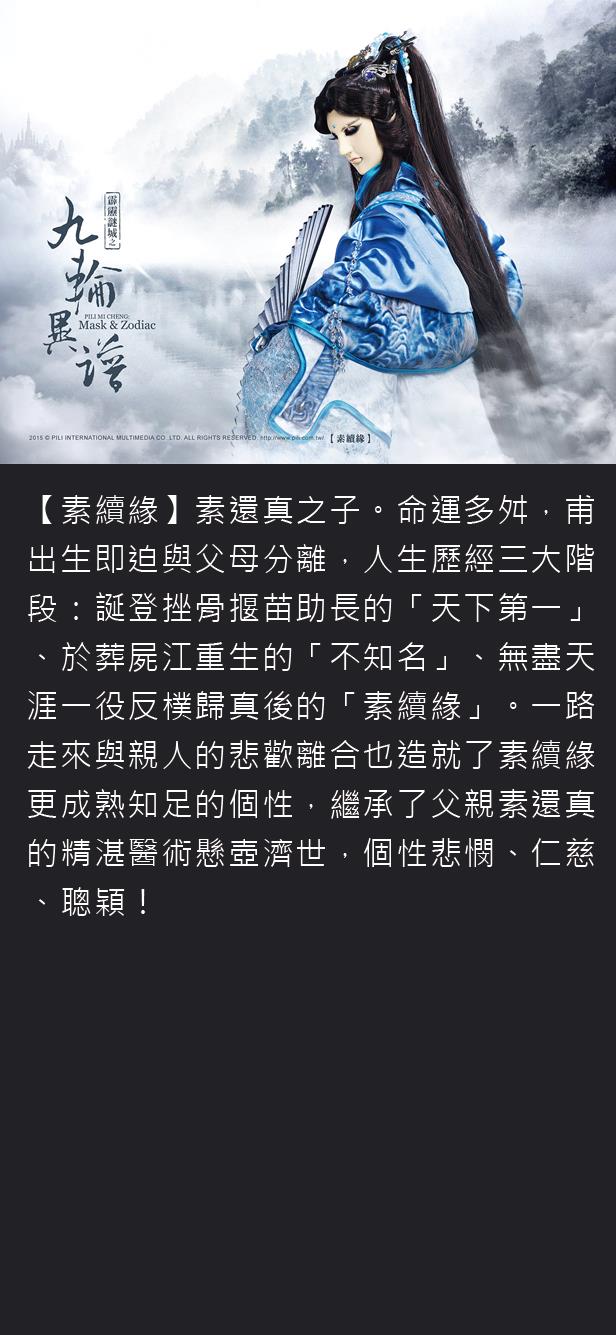 霹靂謎城之
九輪異譜
PILI MI CHENG:
Mask & Zodiac
2015 © PILI INTERNATIONAL MULTIMEDIA CO .LTD. ALL RIGHTS RESERVED. http://www.pili.com.tw/ 【素續緣】
【素續緣】素還真之子。命運多舛，甫
出生即迫與父母分離，人生歷經三大階
段：誕登挫骨揠苗助長的「天下第一」
、於葬屍江重生的「不知名」、無盡天
涯一役反樸歸真後的「素續緣」。一路
走來與親人的悲歡離合也造就了素續緣
更成熟知足的個性，繼承了父親素還真
的精湛醫術懸壺濟世，個性悲憫、仁慈
、聰穎！